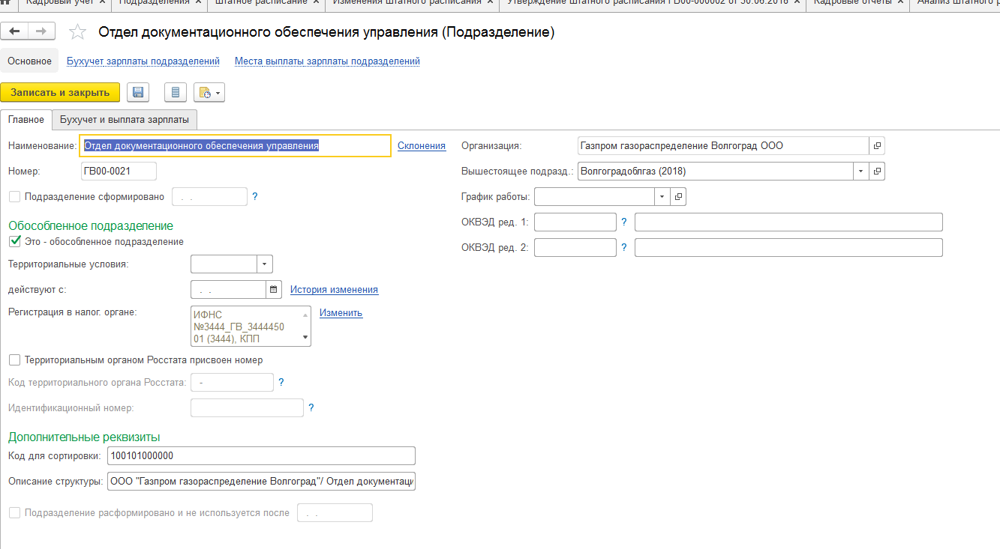 Кадровый учет × Подразделения × Штатное расписание × Изменения штатного расписания × Утверждение штатного расписания ГВ00-000002 от 30.06.2018 × Кадровые отчеты × Анализ штатного р
Отдел документационного обеспечения управления (Подразделение)
Основное Бухучет зарплаты подразделений Места выплаты зарплаты подразделений
Записать и закрыть
Главное Бухучет и выплата зарплаты
Наименование: Отдел документационного обеспечения управления Склонения Организация: Газпром газораспределение Волгоград ООО
Номер: ГВ00-0021 Вышестоящее подразд.: Волгоградоблгаз (2018)
Подразделение сформировано . . ? График работы:
Обособленное подразделение ОКВЭД ред. 1: ?
Это - обособленное подразделение ОКВЭД ред. 2: ?
Территориальные условия:
действуют с: . . История изменения
Регистрация в налог. органе: ИФНС Изменить
№3444_ГВ_3444450
01 (3444), КПП
Территориальным органом Росстата присвоен номер
Код территориального органа Росстата: - ?
Идентификационный номер: ?
Дополнительные реквизиты
Код для сортировки: 100101000000
Описание структуры: ООО "Газпром газораспределение Волгоград"/ Отдел документаци
Подразделение расформировано и не используется после . .